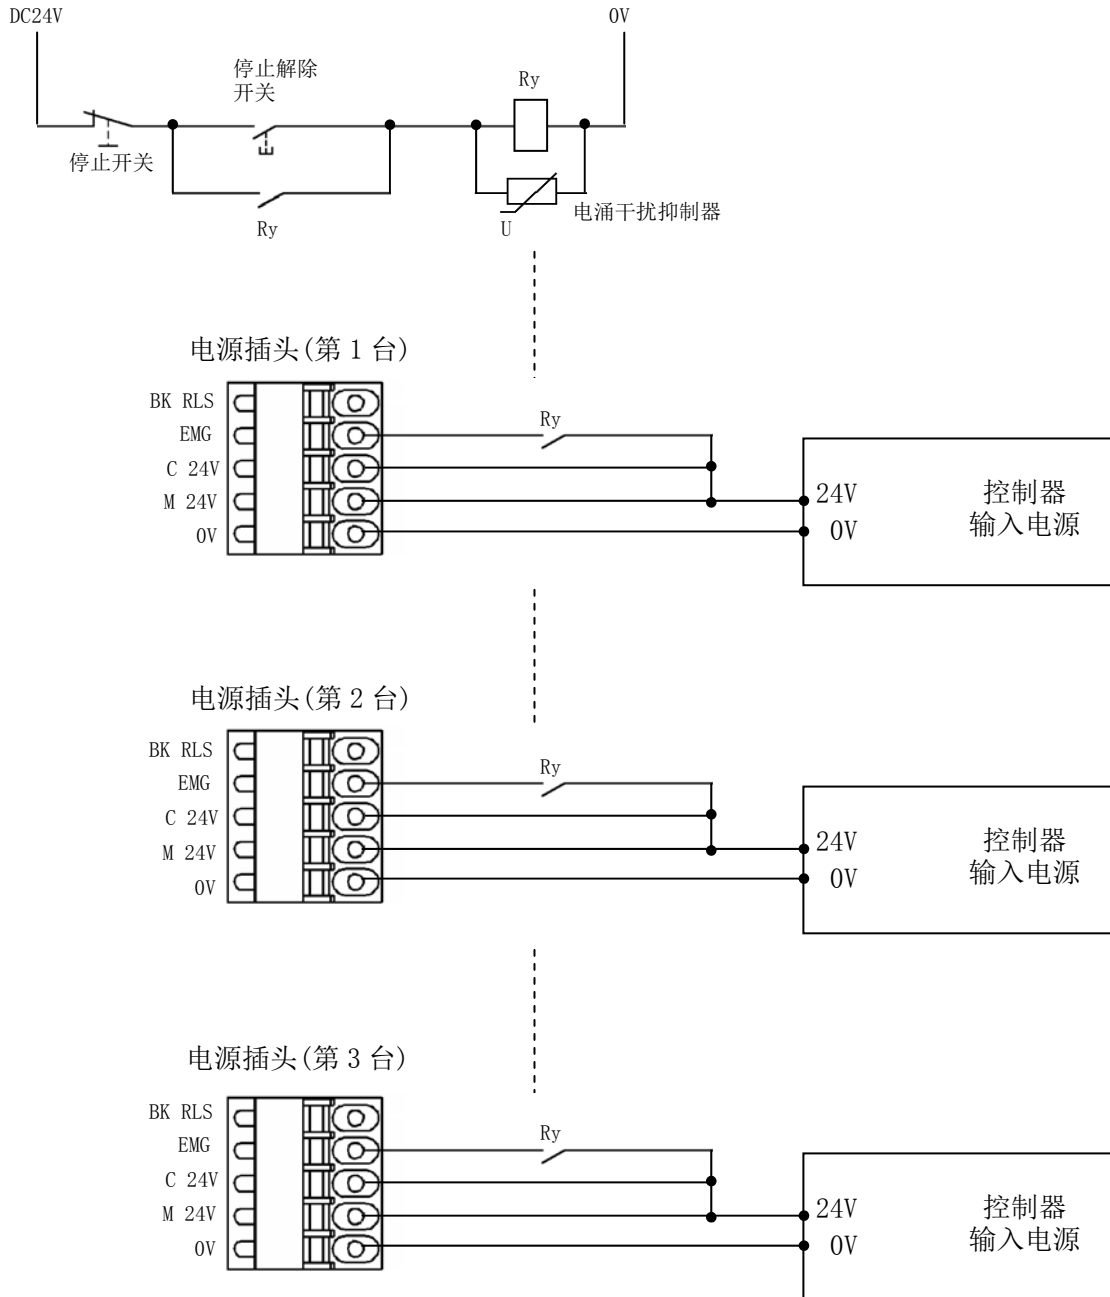 DC24V
0V
停止解除
开关
Ry
停止开关
电涌干扰抑制器
Ry
U
电源插头(第 1 台)
BK RLS
EMG
C 24V
M 24V
0V
Ry
24V
0V
控制器
输入电源
电源插头(第 2 台)
BK RLS
EMG
C 24V
M 24V
0V
Ry
24V
0V
控制器
输入电源
电源插头(第 3 台)
BK RLS
EMG
C 24V
M 24V
0V
Ry
24V
0V
控制器
输入电源